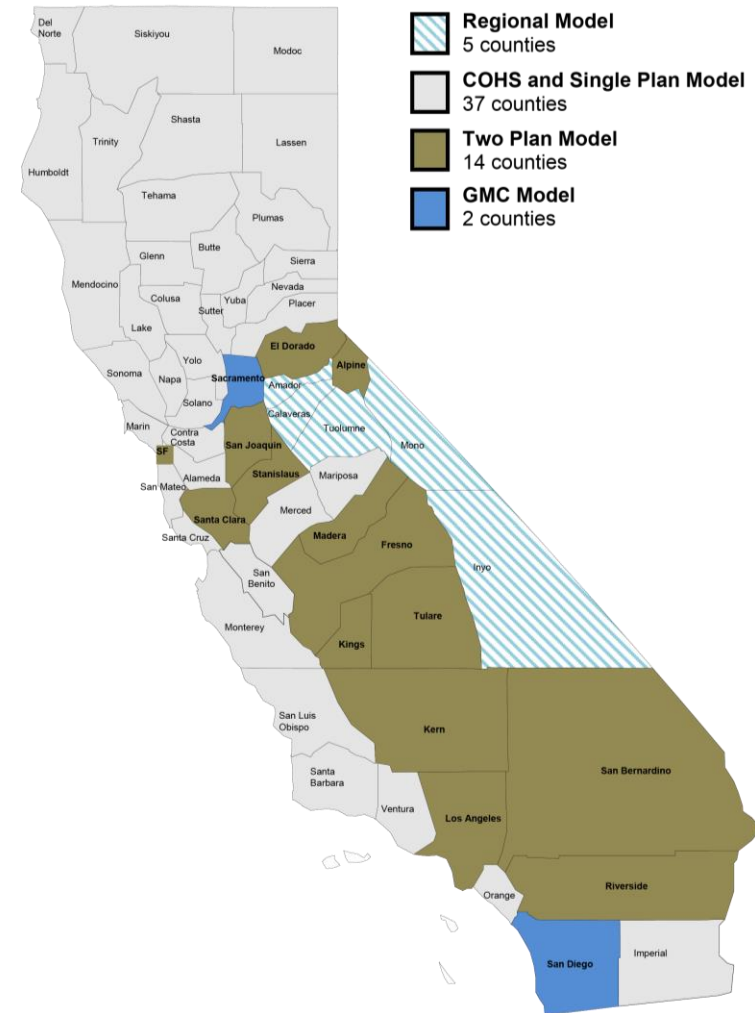 Regional Model
5 counties
COHS and Single Plan Model
37 counties
Two Plan Model
14 counties
GMC Model
2 counties
Del
Norte
Siskiyou
Modoc
Shasta
Trinity
Lassen
Humboldt
Tehama
Plumas
Butte
Glenn
Sierra
Mendocino
Nevada
Colusa
Yuba
Placer
Sutter
Lake
El Dorado
Yolo
Alpine
Sonoma
Napa
Sacramento
Amador
Solano
Calaveras
Marin
Contra
Costa
Tuolumne
San Joaquin
Mono
SF
Stanislaus
Alameda
Mariposa
San Mateo
Merced
Santa Clara
Madera
Santa Cruz
Fresno
Inyo
San
Benito
Tulare
Monterey
Kings
San Luis
Obispo
Kern
Santa
Barbara
San Bernardino
Ventura
Los Angeles
Orange
Riverside
San Diego
Imperial